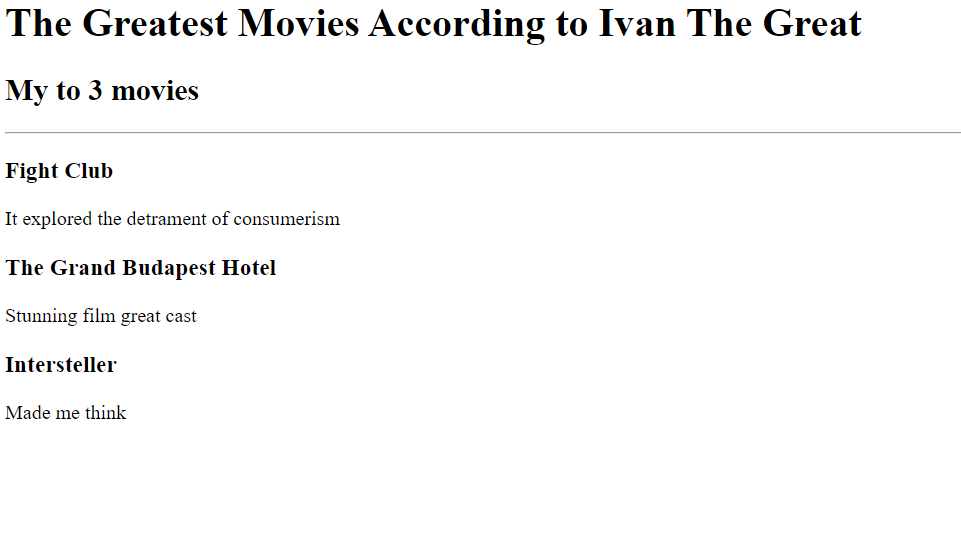 The Greatest Movies According to Ivan The Great
My to 3 movies
Fight Club
It explored the detrament of consumerism
The Grand Budapest Hotel
Stunning film great cast
Intersteller
Made me think